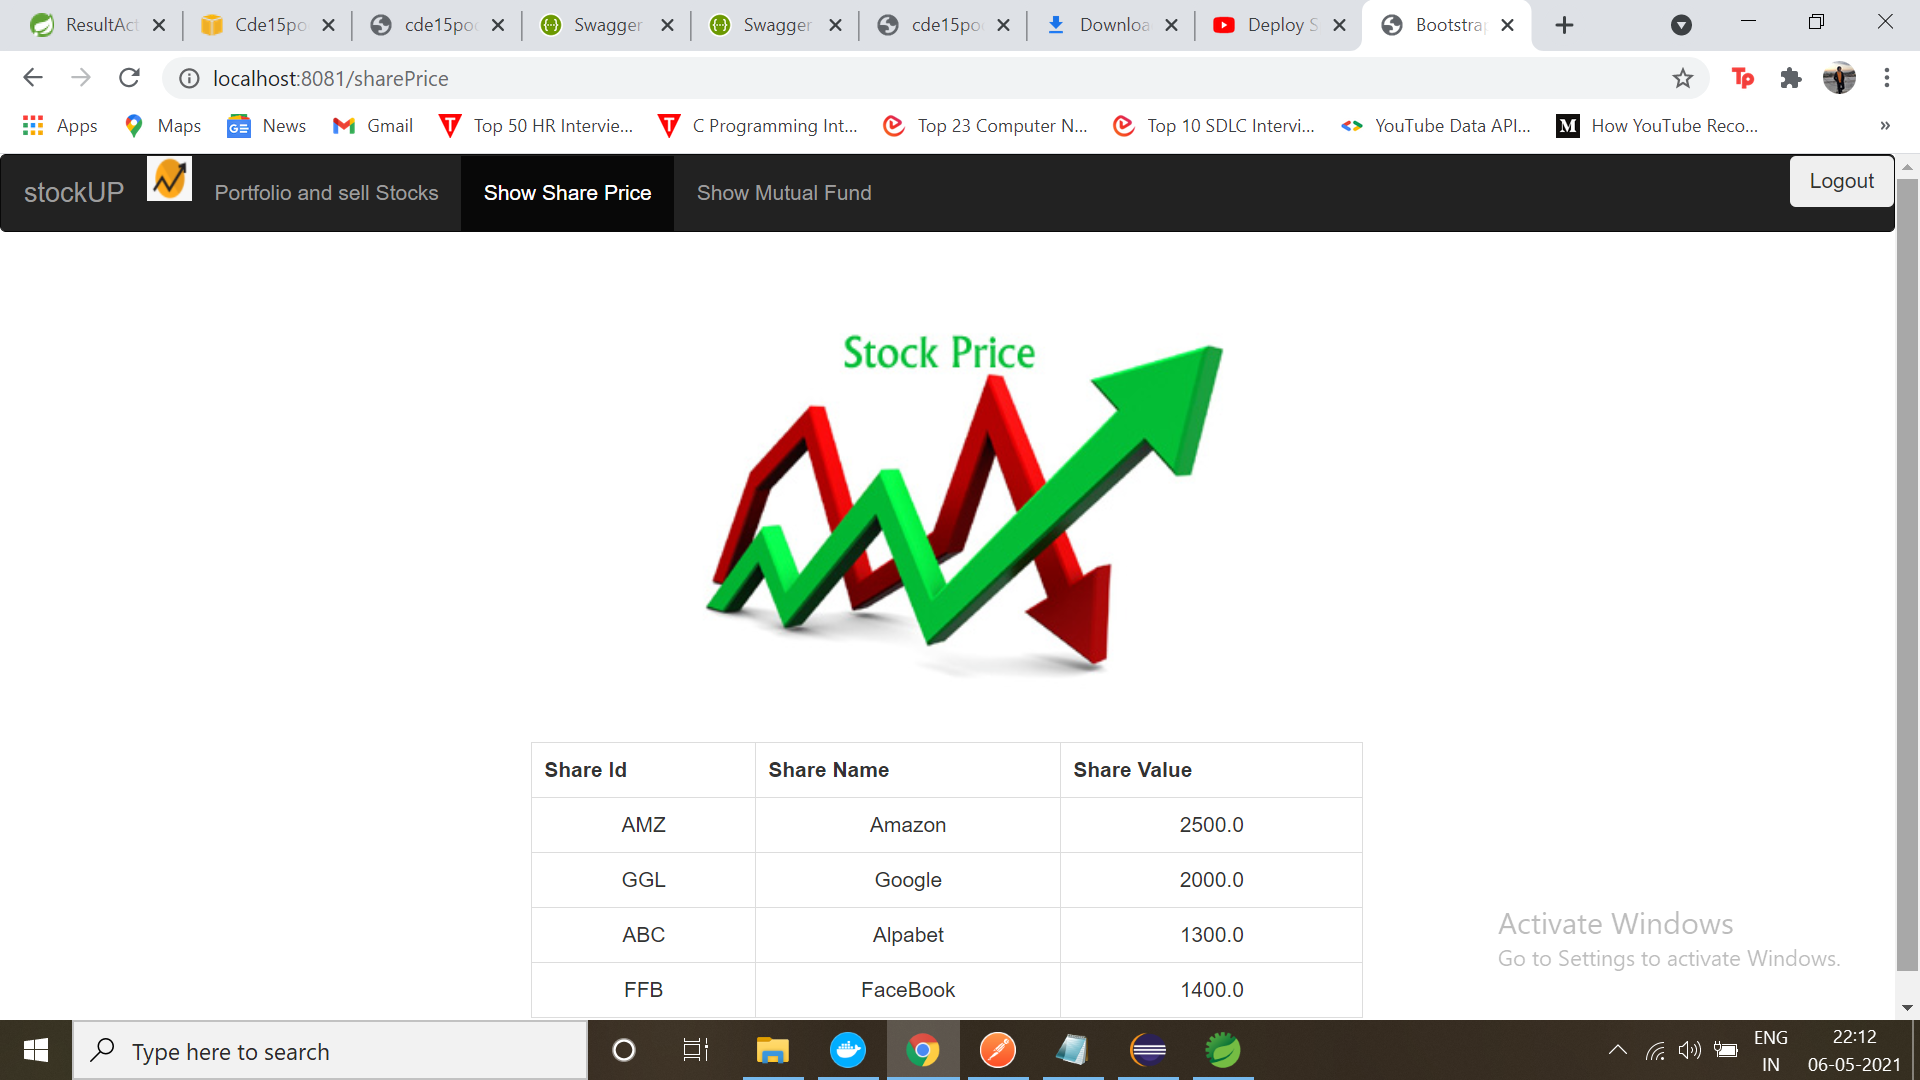 ResultAct Cde15po cde15po Swagger Swagger cde15po Downloa Deploy S Bootstrap
localhost:8081/sharePrice Tp
Apps Maps News Gmail Top 50 HR Intervie... C Programming Int... Top 23 Computer N... Top 10 SDLC Intervi... YouTube Data API... M How YouTube Reco... »
stockUP Portfolio and sell Stocks Show Share Price Show Mutual Fund Logout
Stock Price
Share Id Share Name Share Value
AMZ Amazon 2500.0
GGL Google 2000.0
ABC Alpabet 1300.0
FFB FaceBook 1400.0
Activate Windows
Go to Settings to activate Windows.
Type here to search
ENG 22:12
IN 06-05-2021